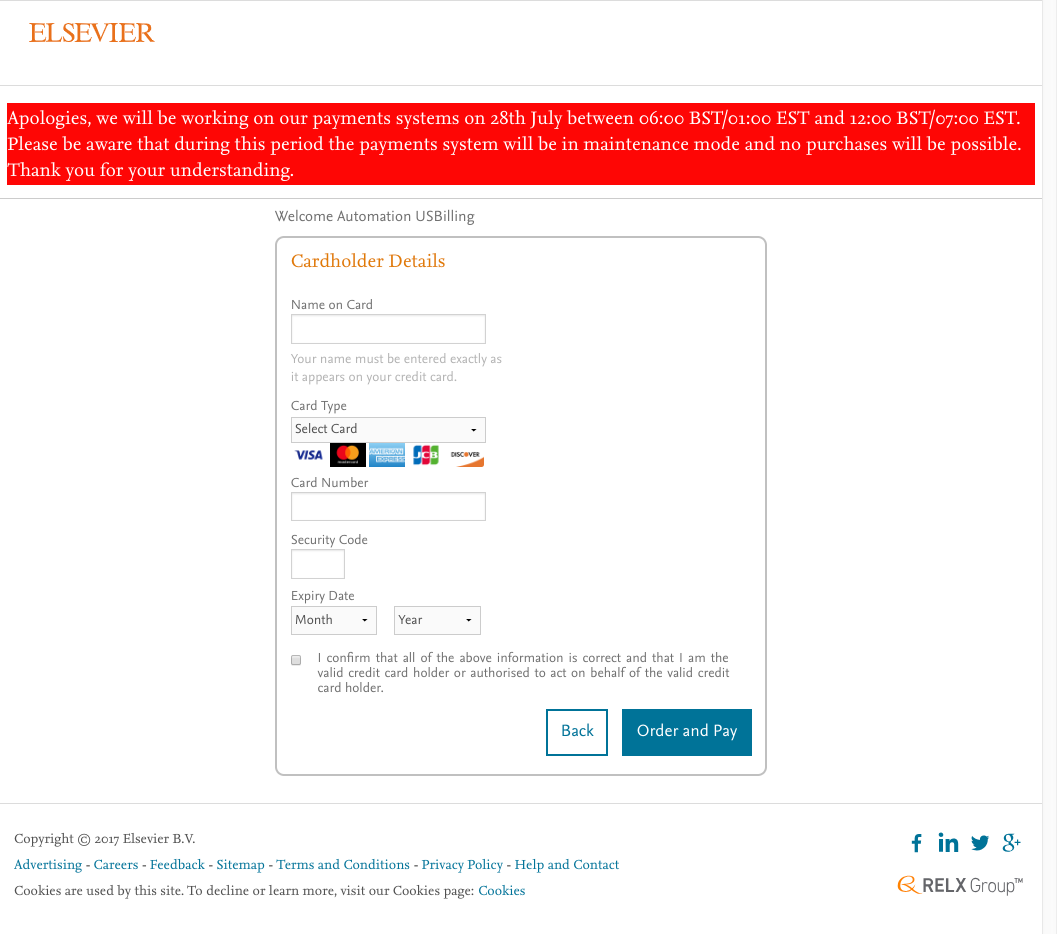 ELSEVIER
Apologies, we will be working on our payments systems on 28th July between 06:00 BST/01:00 EST and 12:00 BST/07:00 EST.
Please be aware that during this period the payments system will be in maintenance mode and no purchases will be possible.
Thank you for your understanding.
Welcome Automation USBilling
Cardholder Details
Name on Card
Your name must be entered exactly as
it appears on your credit card.
Card Type
Select Card
VISA mastercard AMERICAN EXPRESS JCB DISCOVER
Card Number
Security Code
Expiry Date
Month Year
I confirm that all of the above information is correct and that I am the
valid credit card holder or authorised to act on behalf of the valid credit
card holder.
Back Order and Pay
Copyright © 2017 Elsevier B.V.
Advertising - Careers - Feedback - Sitemap - Terms and Conditions - Privacy Policy - Help and Contact
Cookies are used by this site. To decline or learn more, visit our Cookies page: Cookies
RELX Group™